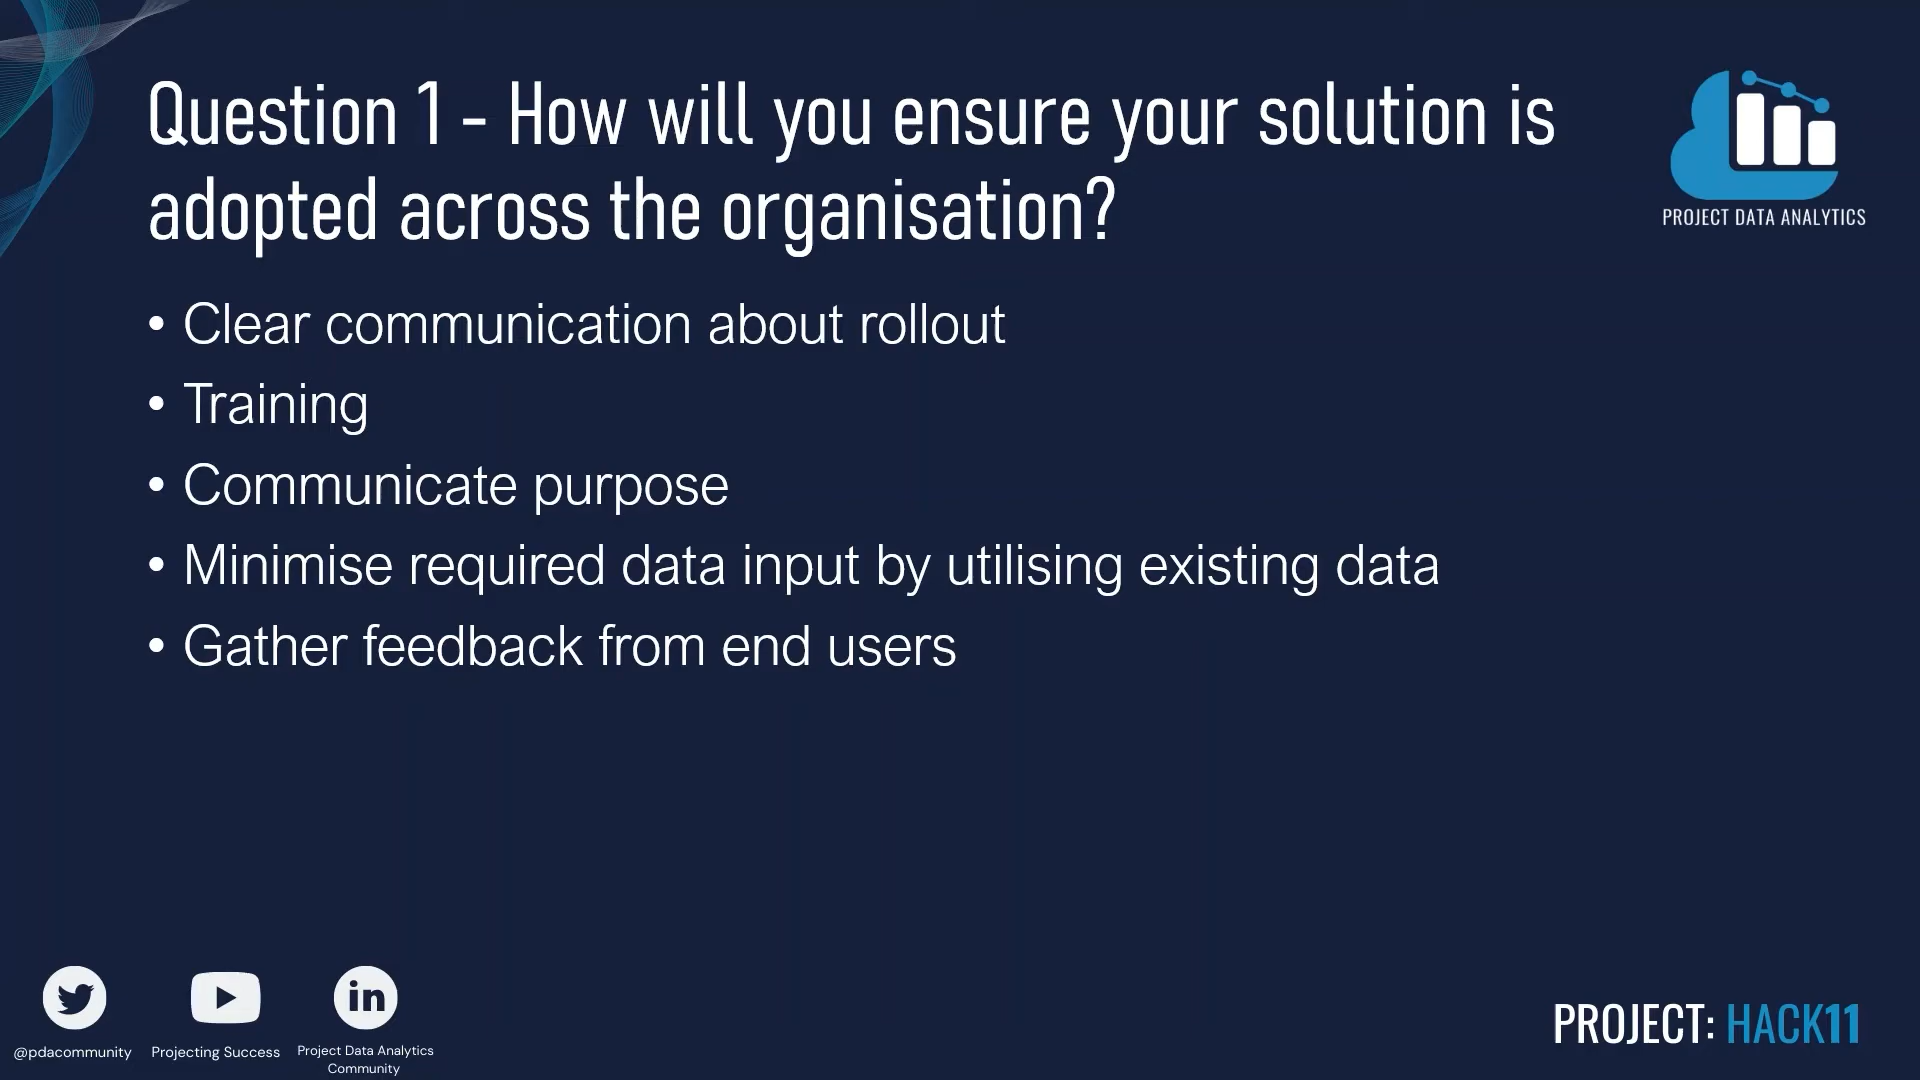 Question 1 - How will you ensure your solution is
adopted across the organisation?
PROJECT DATA ANALYTICS
• Clear communication about rollout
• Training
• Communicate purpose
• Minimise required data input by utilising existing data
• Gather feedback from end users
in
@pdacommunity
Projecting Success
Project Data Analytics
Community
PROJECT: HACK11